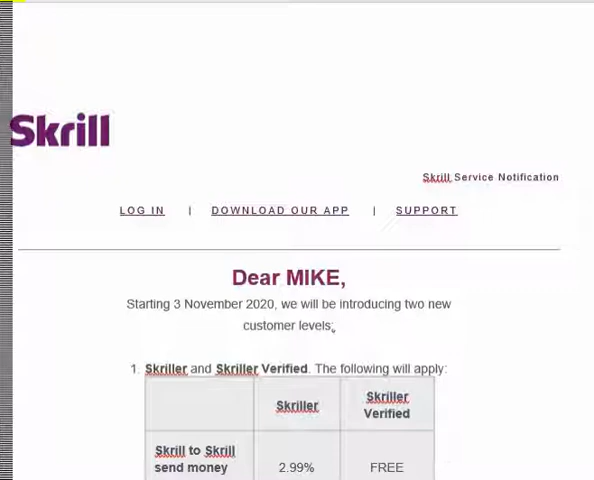 Skrill
Skrill Service Notification
LOG IN | DOWNLOAD OUR APP | SUPPORT
Dear MIKE,
Starting 3 November 2020, we will be introducing two new
customer levels:
1. Skriller and Skriller Verified. The following will apply:
Skriller
Skriller
Verified
Skrill to Skrill
send money
2.99%
FREE